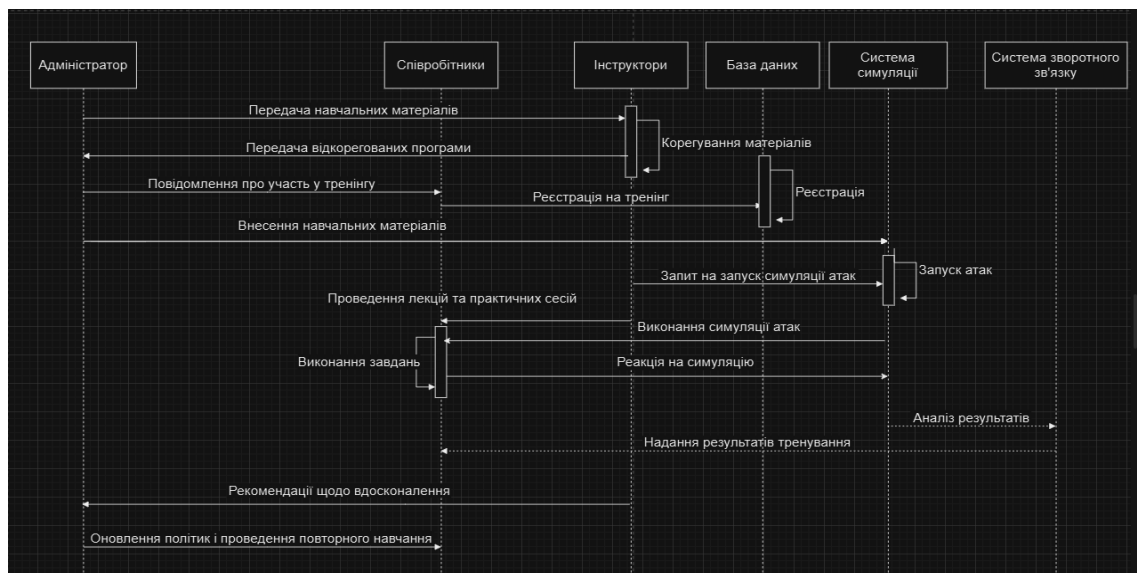 Адміністратор
Співробітники
Інструктори
База даних
Система
симуляції
Система зворотного
зв'язку
Передача навчальних матеріалів
Корегування матеріалів
Передача відкорегованих програми
Повідомлення про участь у тренінгу
Реєстрація на тренінг
Реєстрація
Внесення навчальних матеріалів
Запуск атак
Запит на запуск симуляції атак
Проведення лекцій та практичних сесій
Виконання симуляції атак
Виконання завдань
Реакція на симуляцію
Аналіз результатів
Надання результатів тренування
Рекомендації щодо вдосконалення
Оновлення політик і проведення повторного навчання